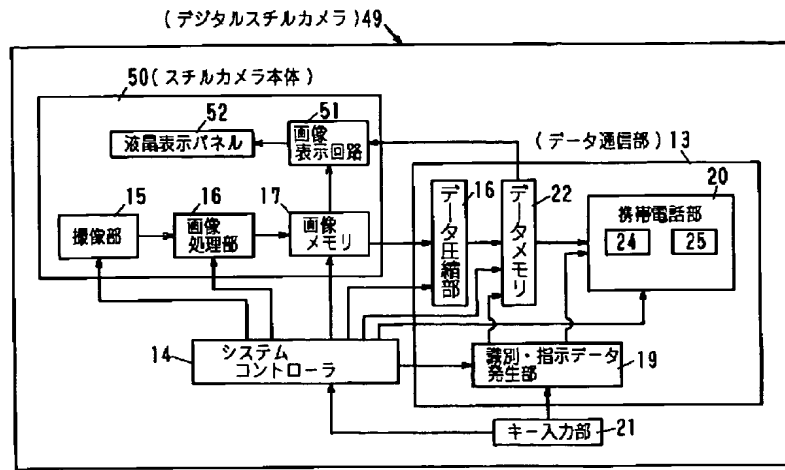 (デジタルスチルカメラ)49
50(スチルカメラ本体)
52
51
液晶表示パネル
画像
表示回路
(データ通信部)13
15
16
17
16
22
20
撮像部
画像
処理部
画像
メモリ
データ圧縮部
データメモリ
携帯電話部
24
25
14
システム
コントローラ
識別・指示データ
発生部
19
キー入力部
21